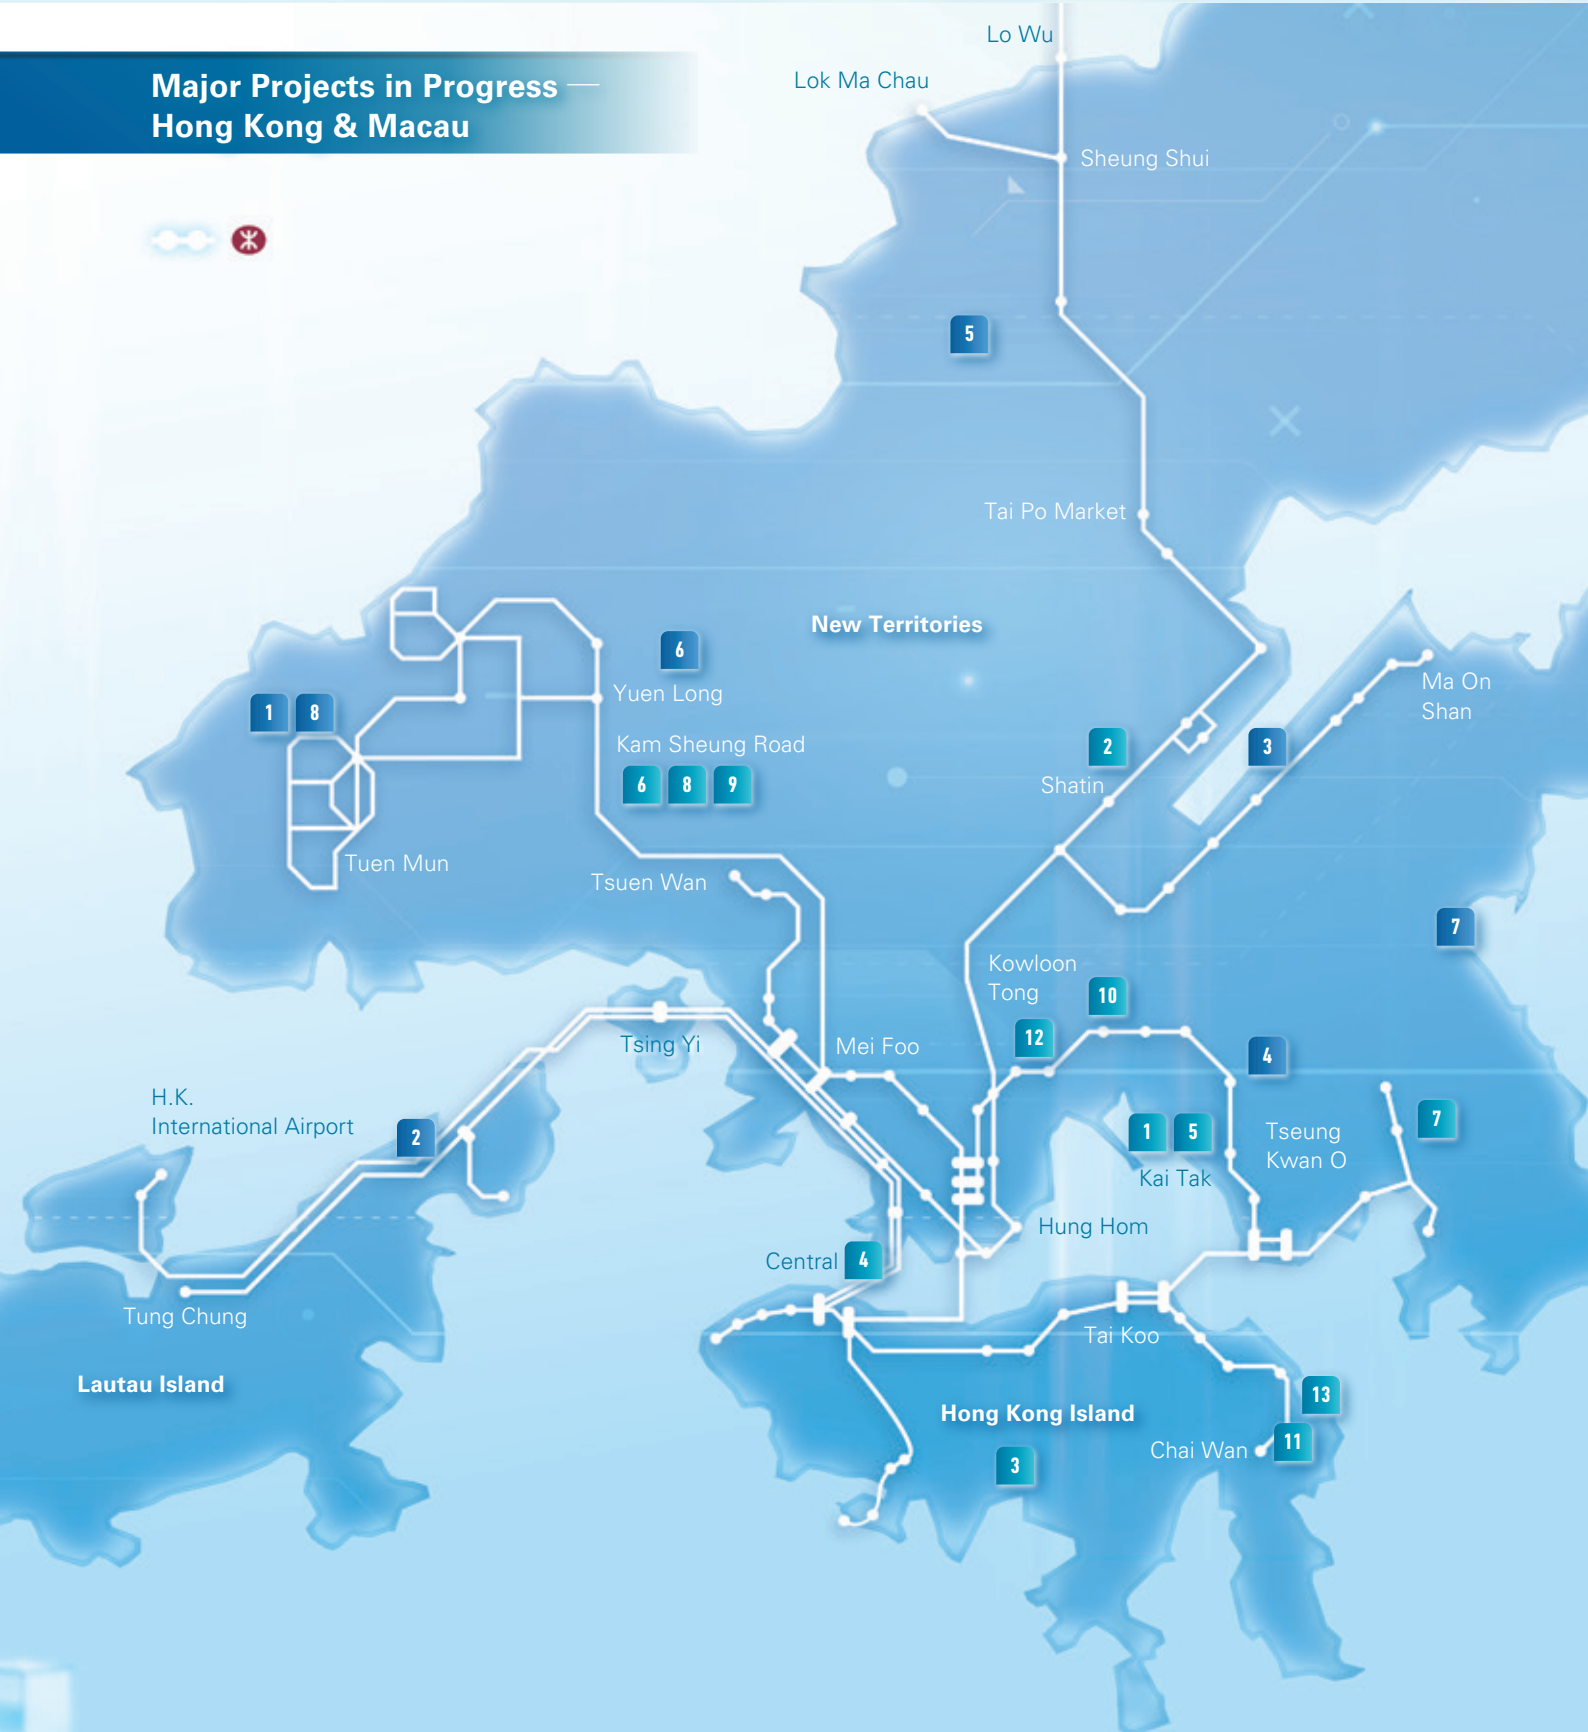 Major Projects in Progress —
Hong Kong & Macau
Lo Wu
Lok Ma Chau
Sheung Shui
5
Tai Po Market
New Territories
6
Yuen Long
Ma On
Shan
1 8
2
3
Kam Sheung Road
6 8 9
Shatin
Tuen Mun
Tsuen Wan
7
Kowloon
Tong
10
12
Tsing Yi
Mei Foo
4
H.K.
International Airport
2
1 5
Kai Tak
Tseung
Kwan O
7
Hung Hom
Central 4
Tung Chung
Tai Koo
Lautau Island
Hong Kong Island
13
Chai Wan
11
3